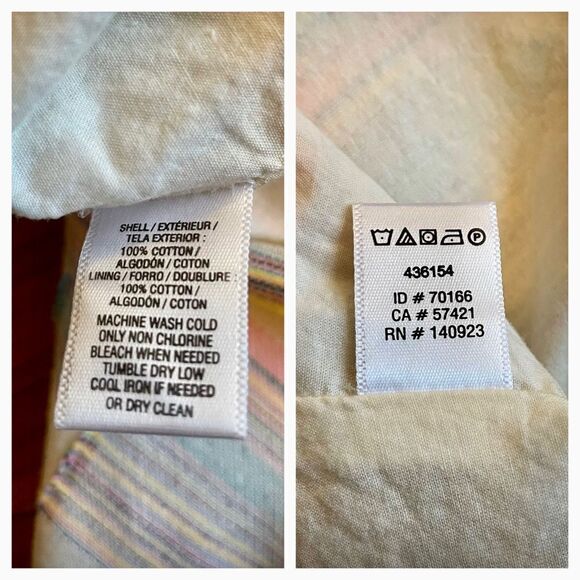 SHELL / EXTÉRIEUR /
TELA EXTERIOR :
100% COTTON /
ALGODÓN / COTON
LINING / FORRO / DOUBLURE :
100% COTTON /
ALGODÓN / COTON
MACHINE WASH COLD
ONLY NON CHLORINE
BLEACH WHEN NEEDED
TUMBLE DRY LOW
COOL IRON IF NEEDED
OR DRY CLEAN
P
436154
ID # 70166
CA # 57421
RN # 140923